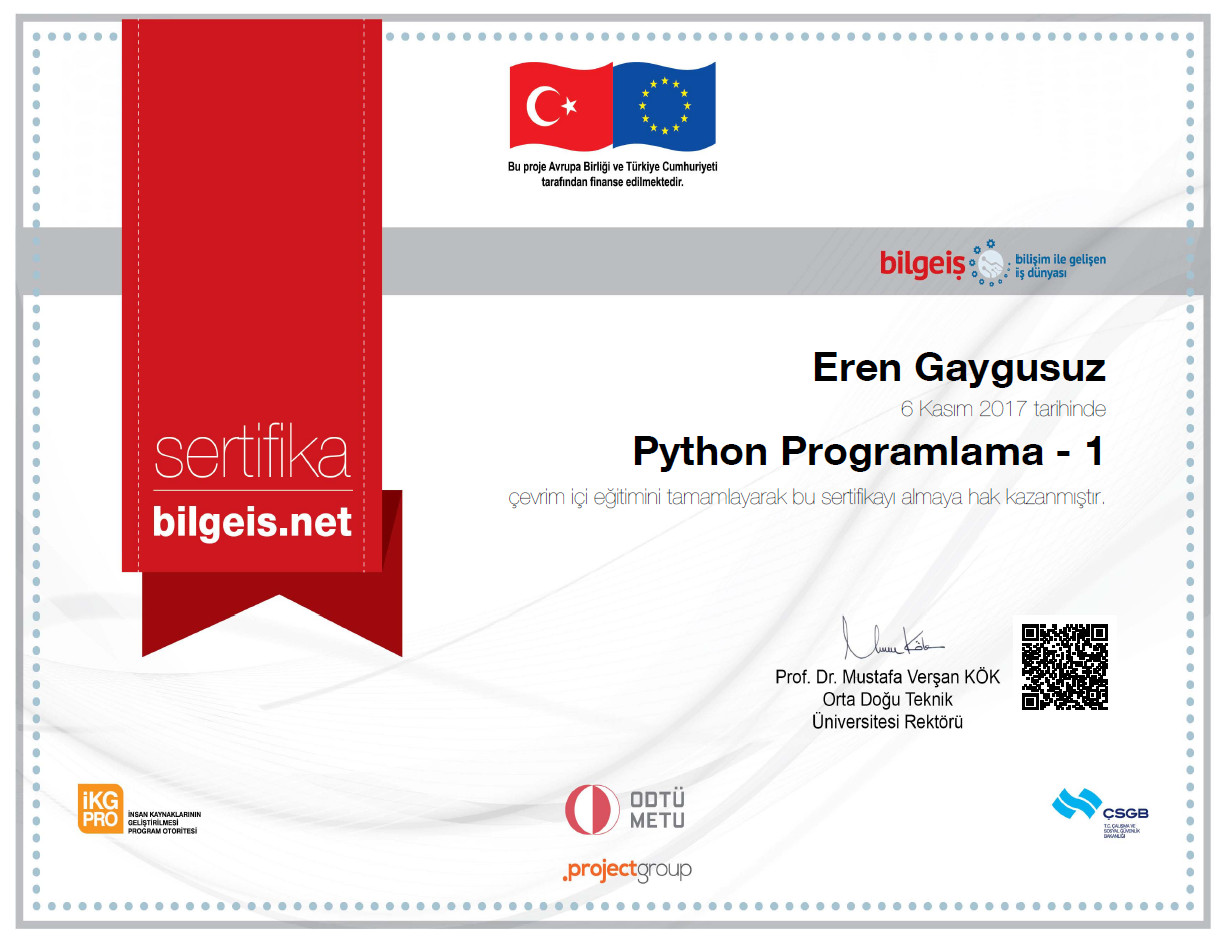 Bu proje Avrupa Birliği ve Türkiye Cumhuriyeti
tarafından finanse edilmektedir.
bilgeiş
bilişim ile gelişen
iş dünyası
Eren Gaygusuz
6 Kasım 2017 tarihinde
Python Programlama - 1
çevrim içi eğitimini tamamlayarak bu sertifikayı almaya hak kazanmıştır.
sertifika
bilgeis.net
Prof. Dr. Mustafa Verşan KÖK
Orta Doğu Teknik
Üniversitesi Rektörü
iKG
PRO
İNSAN KAYNAKLARININ
GELİŞTİRİLMESİ
PROGRAM OTORİTESİ
ODTÜ
METU
.projectgroup
ÇSGB
T.C. ÇALIŞMA VE
SOSYAL GÜVENLİK
BAKANLIĞI